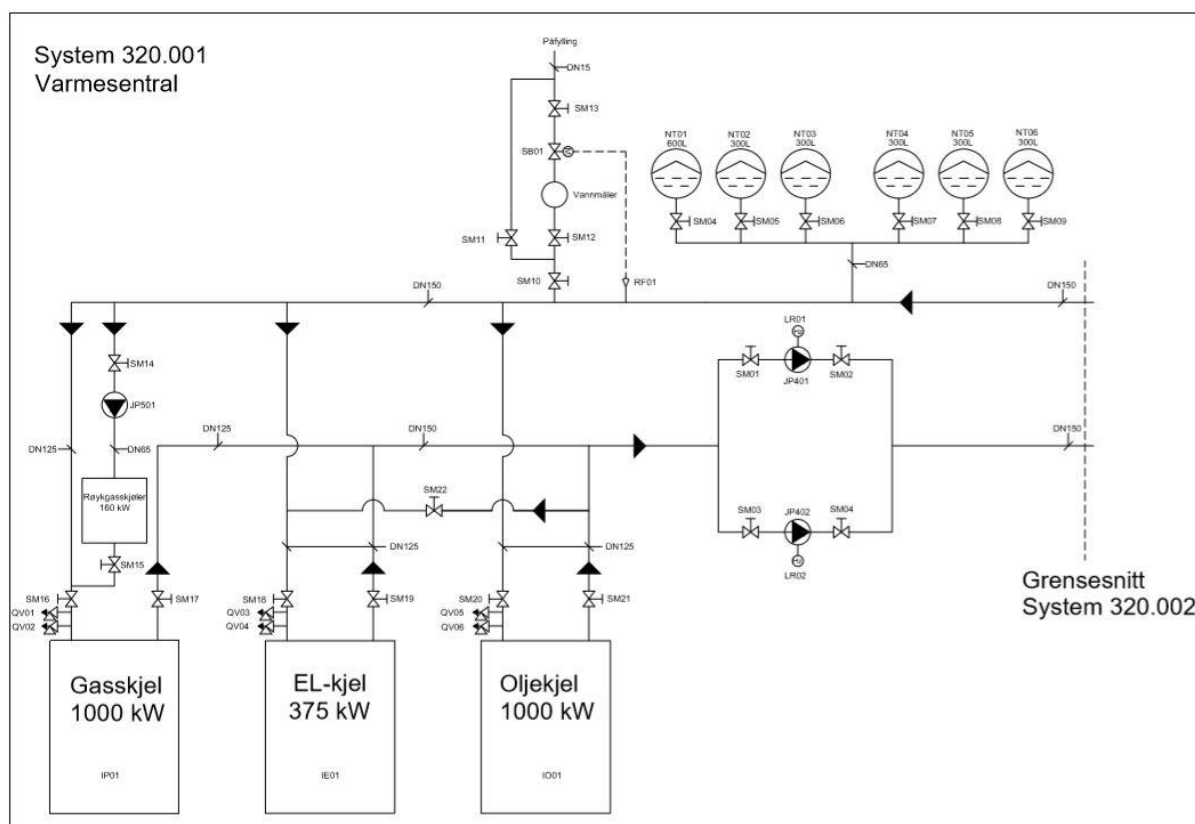 System 320.001
Varmesentral
Påfylling
DN15
SM13
SB01
M
Vannmåler
SM11
SM12
SM10
RF01
NT01
600L
NT02
300L
NT03
300L
NT04
300L
NT05
300L
NT06
300L
SM04
SM05
SM06
SM07
SM08
SM09
DN65
DN150
DN150
LR01
Hz
SM01
JP401
SM02
SM14
JP501
DN125
DN65
DN125
DN150
DN150
Røykgasskjøler
160 kW
SM22
SM03
JP402
SM04
Hz
LR02
DN125
DN125
SM15
SM16
SM17
SM18
SM19
SM20
SM21
QV01
QV02
QV03
QV04
QV05
QV06
Grensesnitt
System 320.002
Gasskjel
1000 kW
IP01
EL-kjel
375 kW
IE01
Oljekjel
1000 kW
IO01